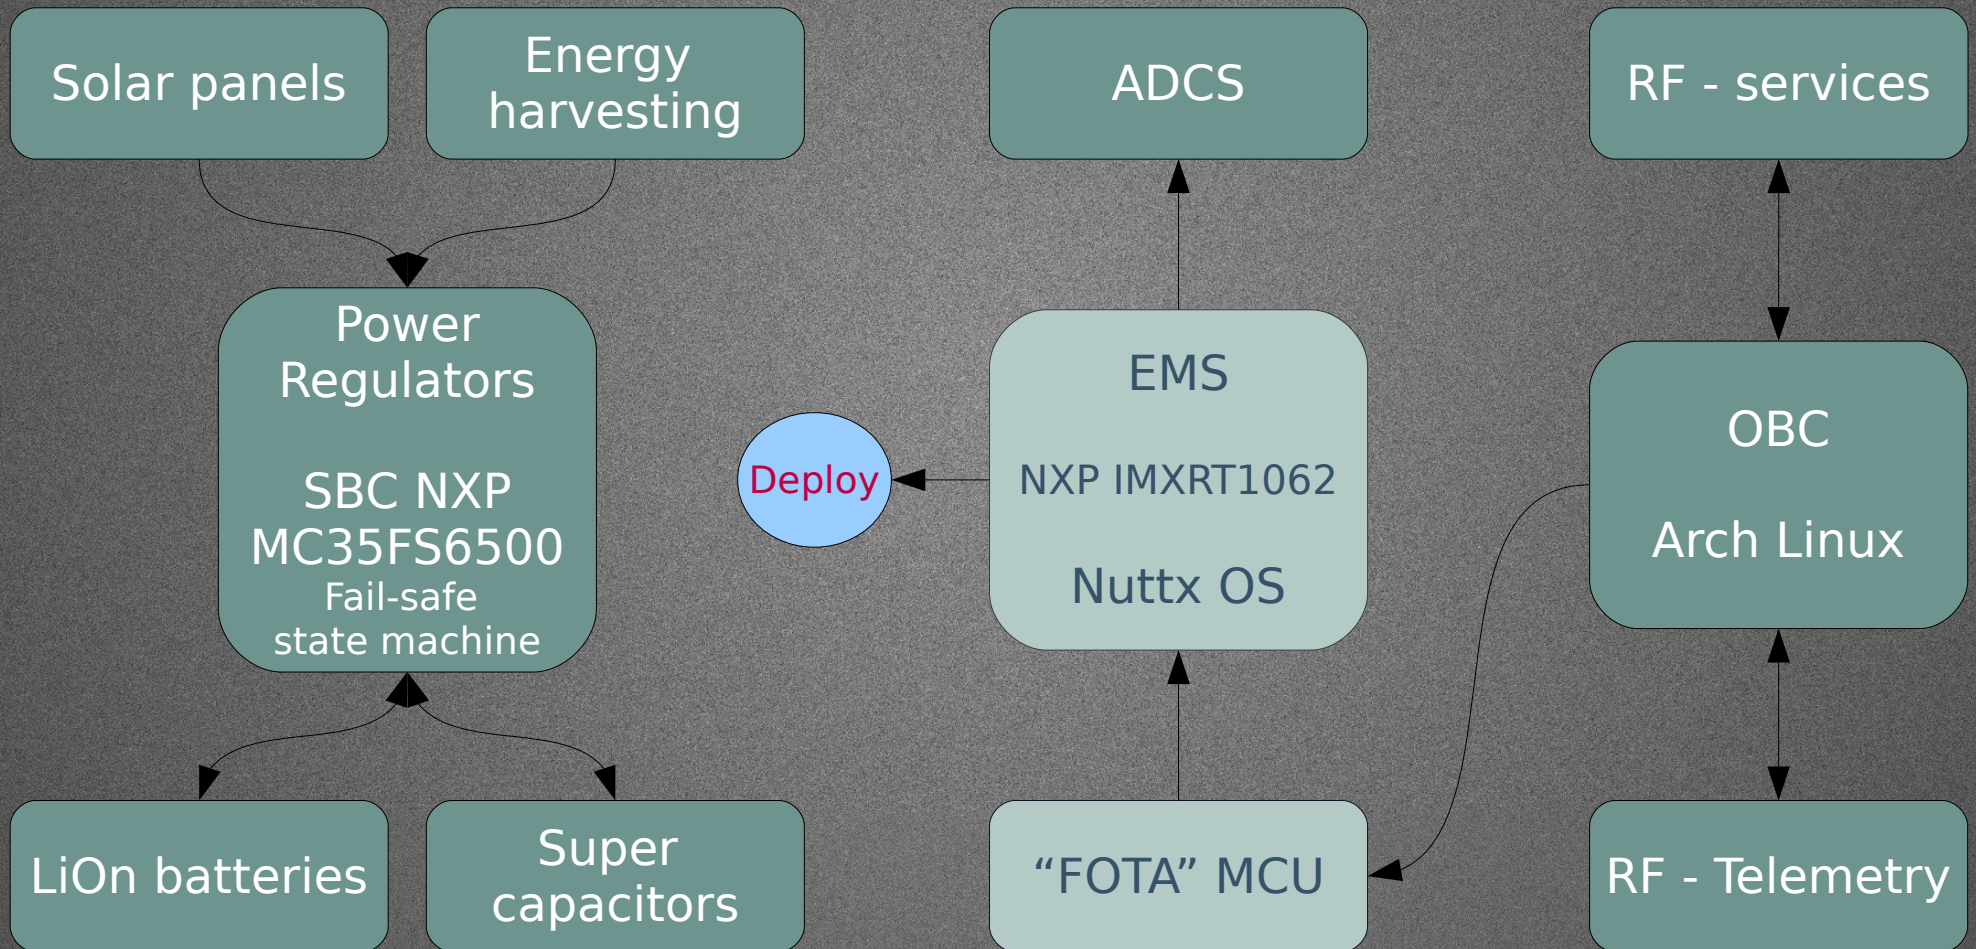 Solar panels
Energy
harvesting
ADCS
RF - services
Power
Regulators
SBC NXP
MC35FS6500
Fail-safe
state machine
Deploy
EMS
NXP IMXRT1062
Nuttx OS
OBC
Arch Linux
LiOn batteries
Super
capacitors
“FOTA” MCU
RF - Telemetry